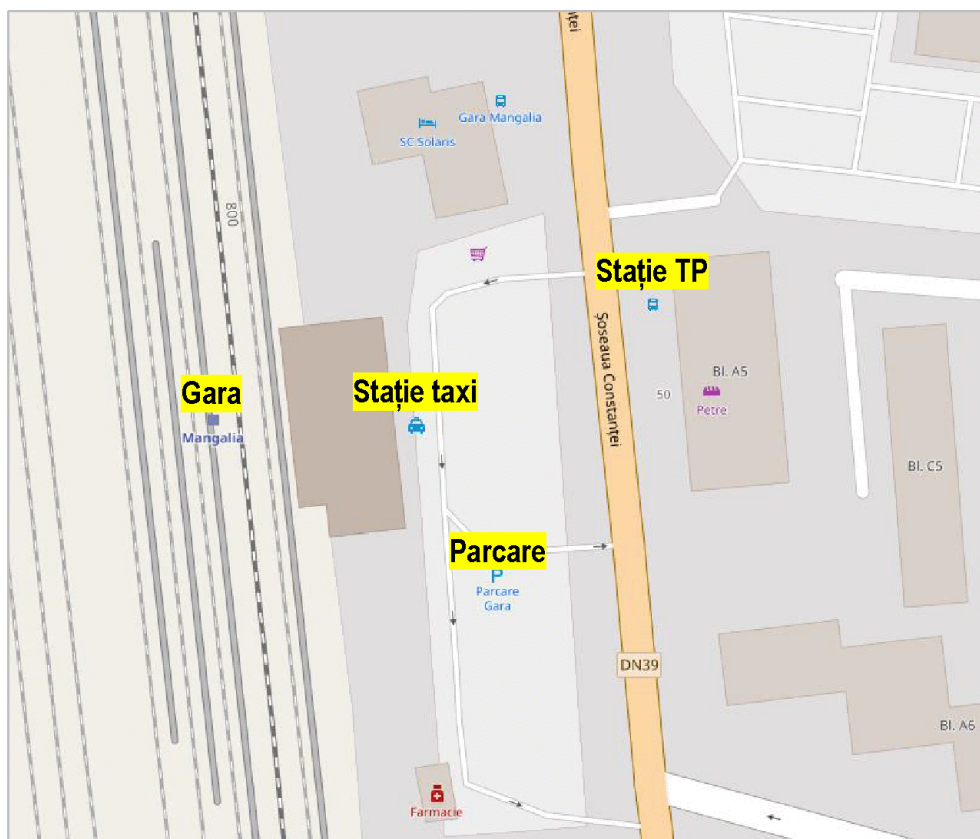 nței
Gara Mangalia
SC Solaris
800
Stație TP
Șoseaua Constanței
Gara
Mangalia
Stație taxi
50
Bl. A5
Petre
Bl. C5
Parcare
P
Parcare
Gara
DN39
Bl. A6
Farmacie